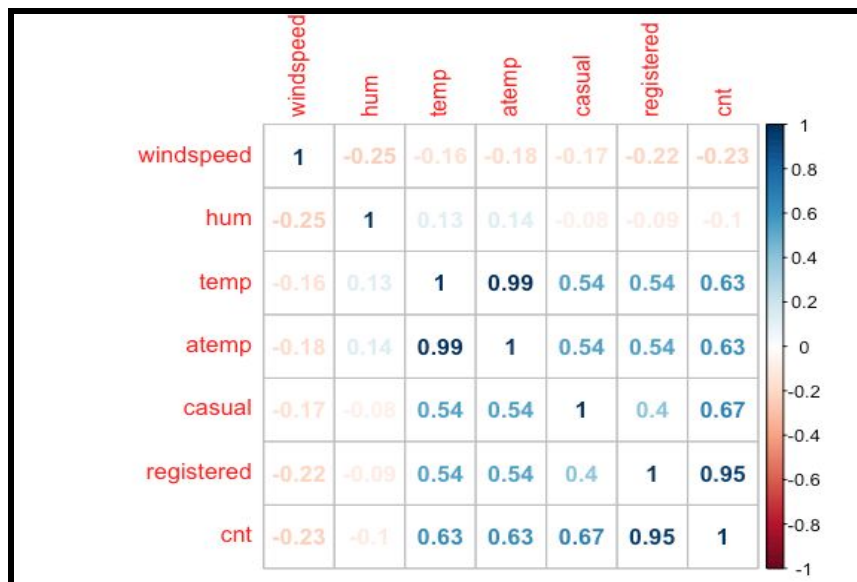 windspeed hum temp atemp casual registered cnt
windspeed 1 -0.25 -0.16 -0.18 -0.17 -0.22 -0.23
hum -0.25 1 0.13 0.14 -0.08 -0.09 -0.1
temp -0.16 0.13 1 0.99 0.54 0.54 0.63
atemp -0.18 0.14 0.99 1 0.54 0.54 0.63
casual -0.17 -0.08 0.54 0.54 1 0.4 0.67
registered -0.22 -0.09 0.54 0.54 0.4 1 0.95
cnt -0.23 -0.1 0.63 0.63 0.67 0.95 1
1
0.8
0.6
0.4
0.2
0
-0.2
-0.4
-0.6
-0.8
-1